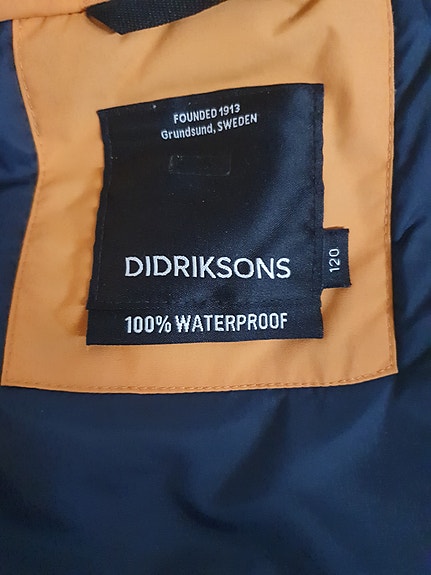 FOUNDED 1913
Grundsund, SWEDEN
DIDRIKSONS
120
100% WATERPROOF